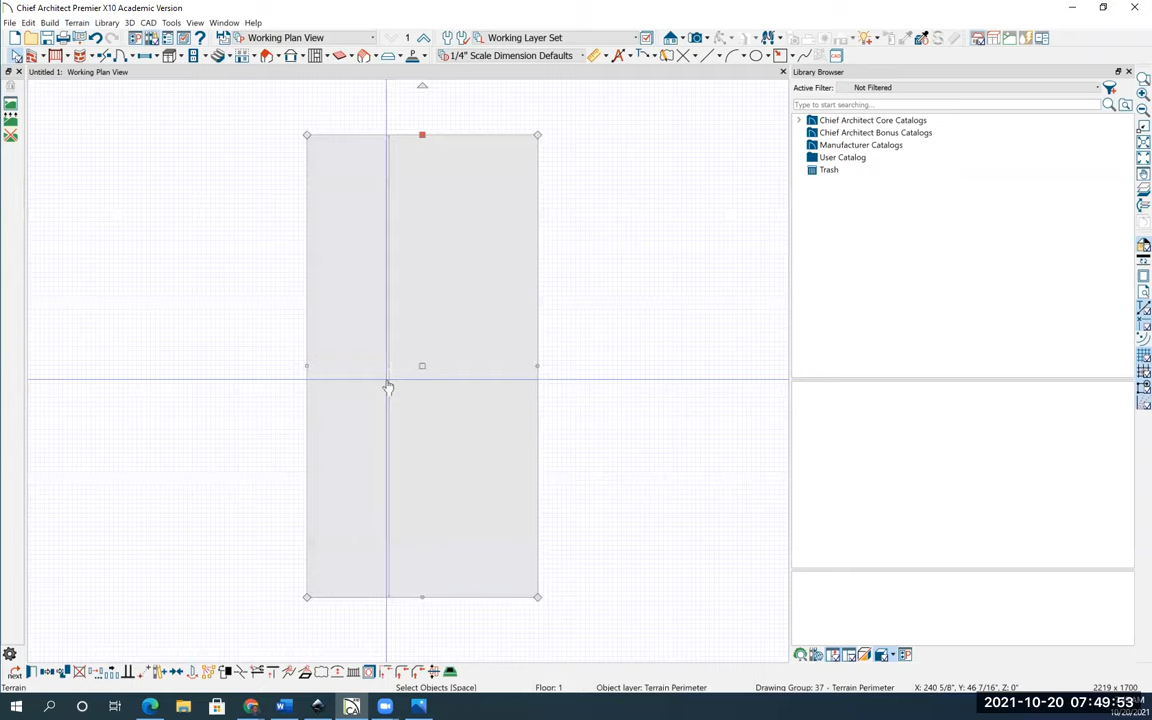 Chief Architect Premier X10 Academic Version
File Edit Build Terrain Library 3D CAD Tools View Window Help
Working Plan View 1 Working Layer Set
1/4" Scale Dimension Defaults
Untitled 1: Working Plan View
Library Browser
Active Filter: Not Filtered
Type to start searching...
Chief Architect Core Catalogs
Chief Architect Bonus Catalogs
Manufacturer Catalogs
User Catalog
Trash
next
Terrain Select Objects (Space) Floor: 1 Object layer: Terrain Perimeter Drawing Group: 37 - Terrain Perimeter X: 240 5/8", Y: 46 7/16", Z: 0" 2219 x 1700
2021-10-20 07:49:53
10/20/2021